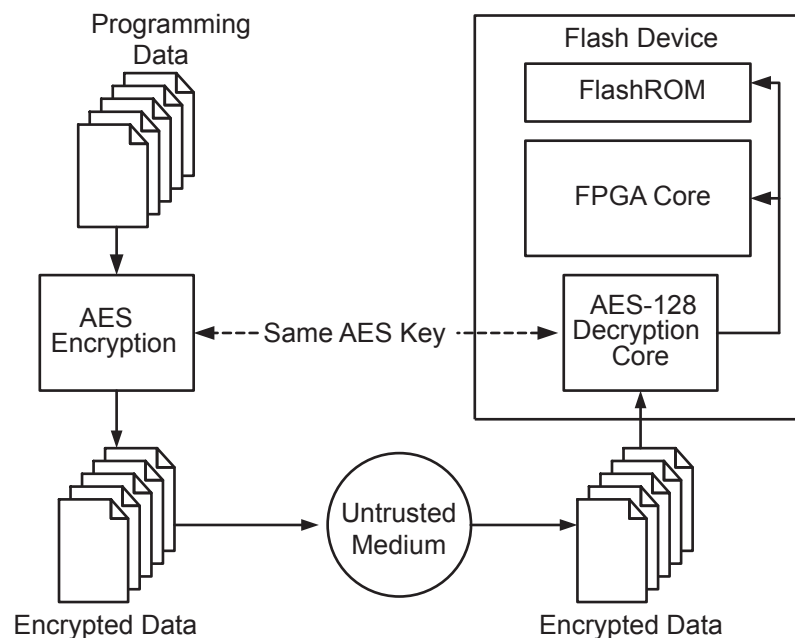 Programming
Data
Flash Device
FlashROM
FPGA Core
AES
Encryption
Same AES Key
AES-128
Decryption
Core
Untrusted
Medium
Encrypted Data
Encrypted Data